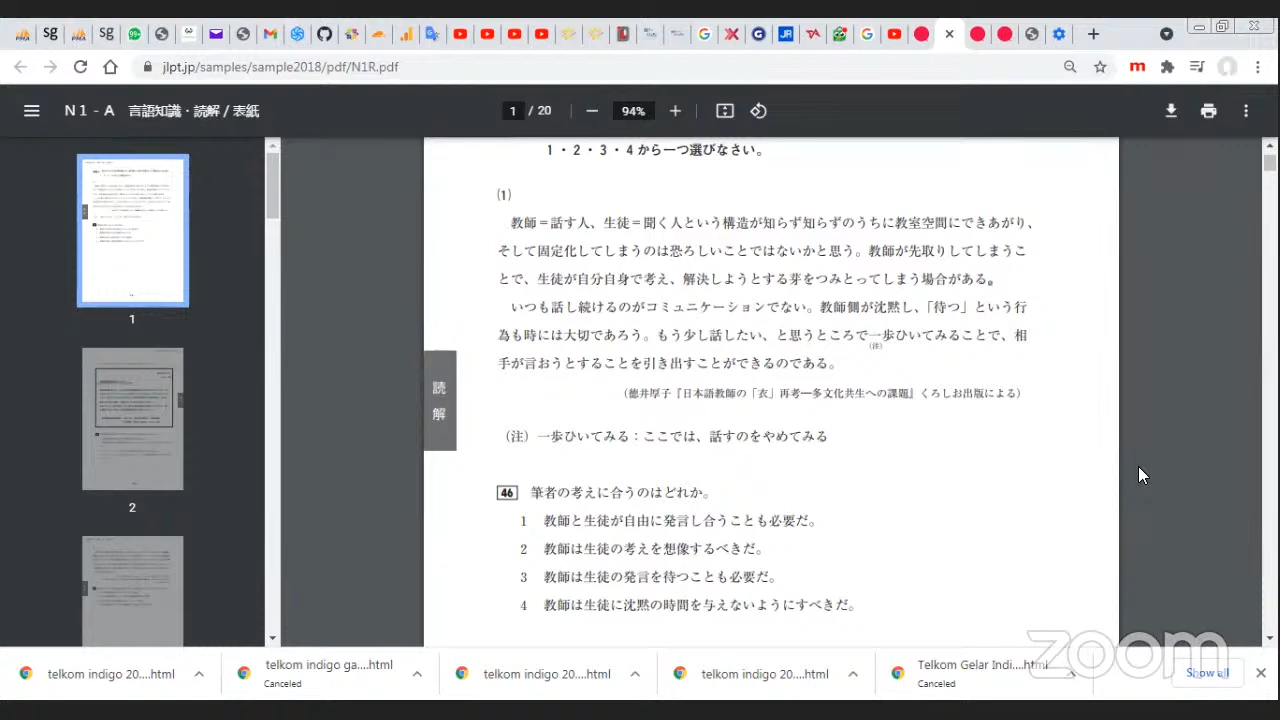 SG
SG
99+
JR
jlpt.jp/samples/sample2018/pdf/N1R.pdf
m
N1-A 言語知識・読解/表紙
1 / 20
94%
1
2
1・2・3・4から一つ選びなさい。
(1)
教師=話す人、生徒=聞く人という構造が知らず知らずのうちに教室空間にできあがり、
そして固定化してしまうのは恐ろしいことではないかと思う。教師が先取りしてしまうこ
とで、生徒が自分自身で考え、解決しようとする芽をつみとってしまう場合がある。
いつも話し続けるのがコミュニケーションでない。教師側が沈黙し、「待つ」という行
為も時には大切であろう。もう少し話したい、と思うところで一歩ひいてみることで、相
(注)
手が言おうとすることを引き出すことができるのである。
(徳井厚子『日本語教師の「衣」再考―多文化共生への課題』くろしお出版による)
読解
(注) 一歩ひいてみる:ここでは、話すのをやめてみる
46 筆者の考えに合うのはどれか。
1 教師と生徒が自由に発言し合うことも必要だ。
2 教師は生徒の考えを想像するべきだ。
3 教師は生徒の発言を待つことも必要だ。
4 教師は生徒に沈黙の時間を与えないようにすべきだ。
zoom
telkom indigo 20....html
telkom indigo ga....html
Canceled
telkom indigo 20....html
telkom indigo 20....html
Telkom Gelar Indi....html
Canceled
Show all